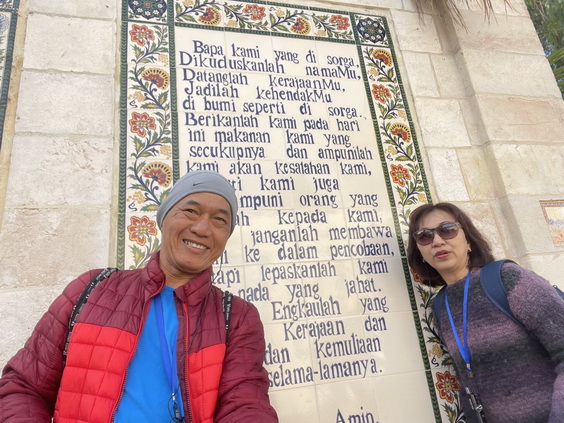 Bapa kami yang di sorga,
Dikuduskanlah namaMu,
Datanglah kerajaanMu,
Jadilah kehendakMu
di bumi seperti di sorga.
Berikanlah kami pada hari
ini makanan kami yang
secukupnya dan ampunilah
kami akan kesalahan kami,
kami juga
mpuni orang yang
kepada kami,
janganlah membawa
ke dalam pencobaan,
api lepaskanlah kami
pada yang jahat.
Engkaulah yang
Kerajaan dan
dan kemuliaan
selama-lamanya.
Amin.